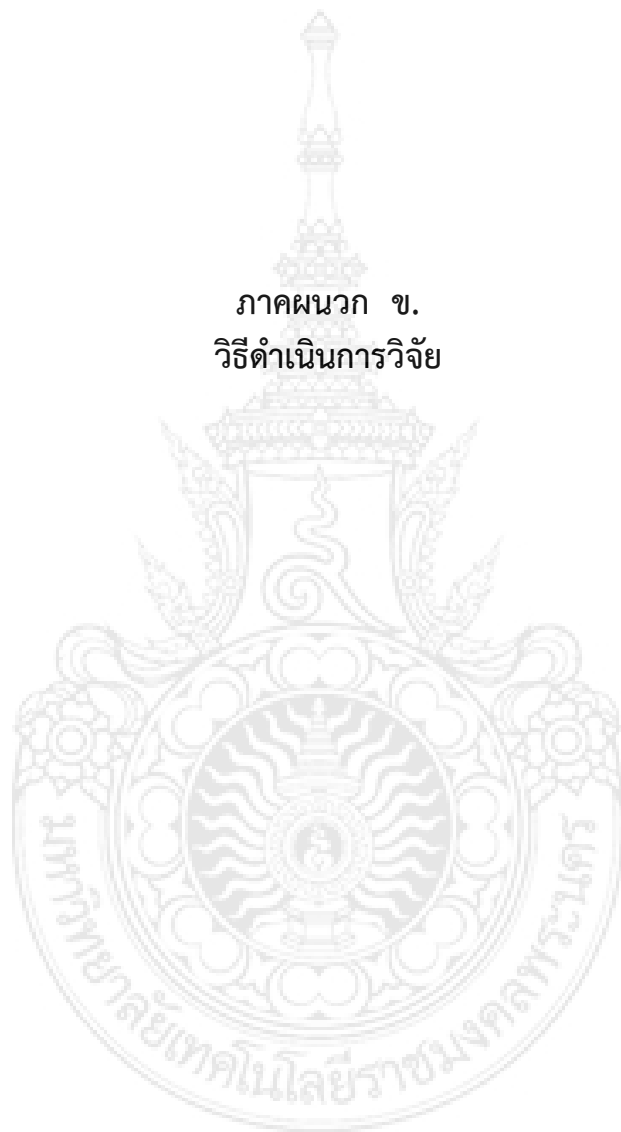 ภาคผนวก ข.
วิธีดำเนินการวิจัย
มหาวิทยาลัยเทคโนโลยีราชมงคลพระนคร